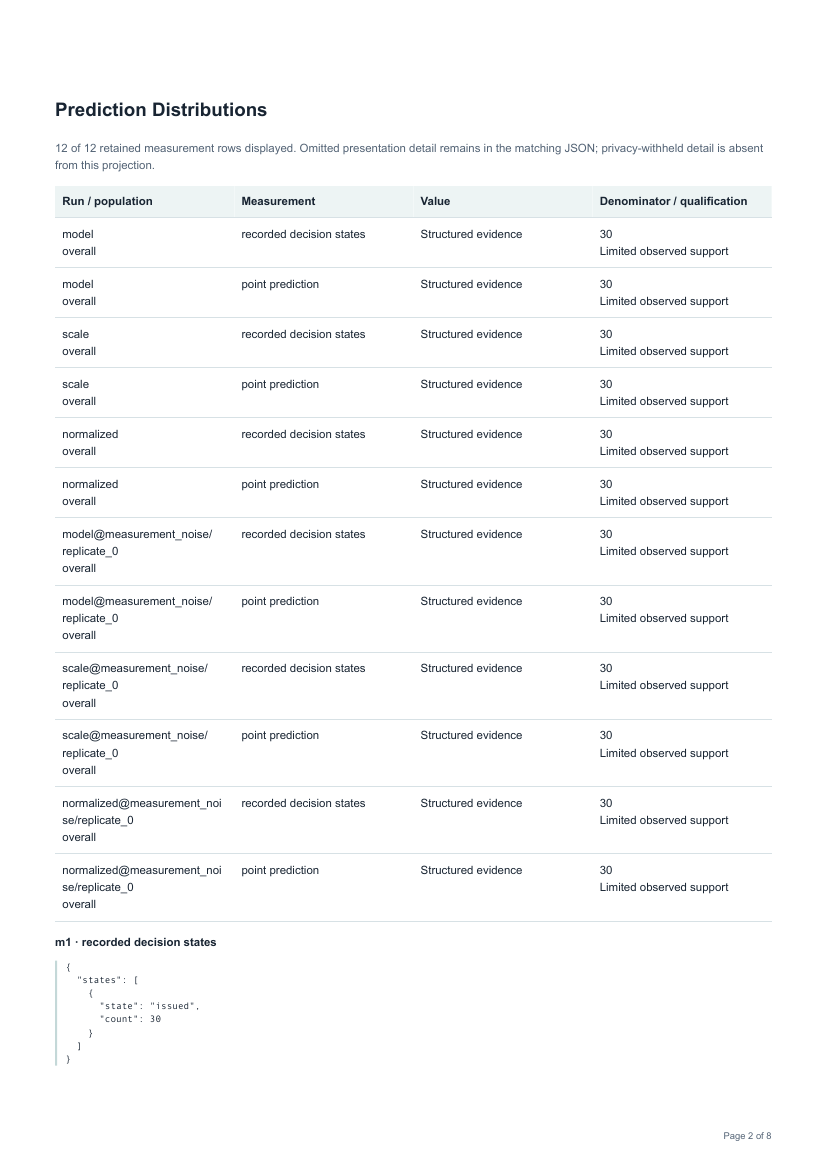 Prediction Distributions
12 of 12 retained measurement rows displayed. Omitted presentation detail remains in the matching JSON; privacy-withheld detail is absent
from this projection.
Run / population Measurement Value Denominator / qualification
model recorded decision states Structured evidence 30
overall Limited observed support
model point prediction Structured evidence 30
overall Limited observed support
scale recorded decision states Structured evidence 30
overall Limited observed support
scale point prediction Structured evidence 30
overall Limited observed support
normalized recorded decision states Structured evidence 30
overall Limited observed support
normalized point prediction Structured evidence 30
overall Limited observed support
model@measurement_noise/ recorded decision states Structured evidence 30
replicate_0 Limited observed support
overall
model@measurement_noise/ point prediction Structured evidence 30
replicate_0 Limited observed support
overall
scale@measurement_noise/ recorded decision states Structured evidence 30
replicate_0 Limited observed support
overall
scale@measurement_noise/ point prediction Structured evidence 30
replicate_0 Limited observed support
overall
normalized@measurement_noi recorded decision states Structured evidence 30
se/replicate_0 Limited observed support
overall
normalized@measurement_noi point prediction Structured evidence 30
se/replicate_0 Limited observed support
overall
m1 · recorded decision states
{
"states": [
{
"state": "issued",
"count": 30
}
]
}
Page 2 of 8